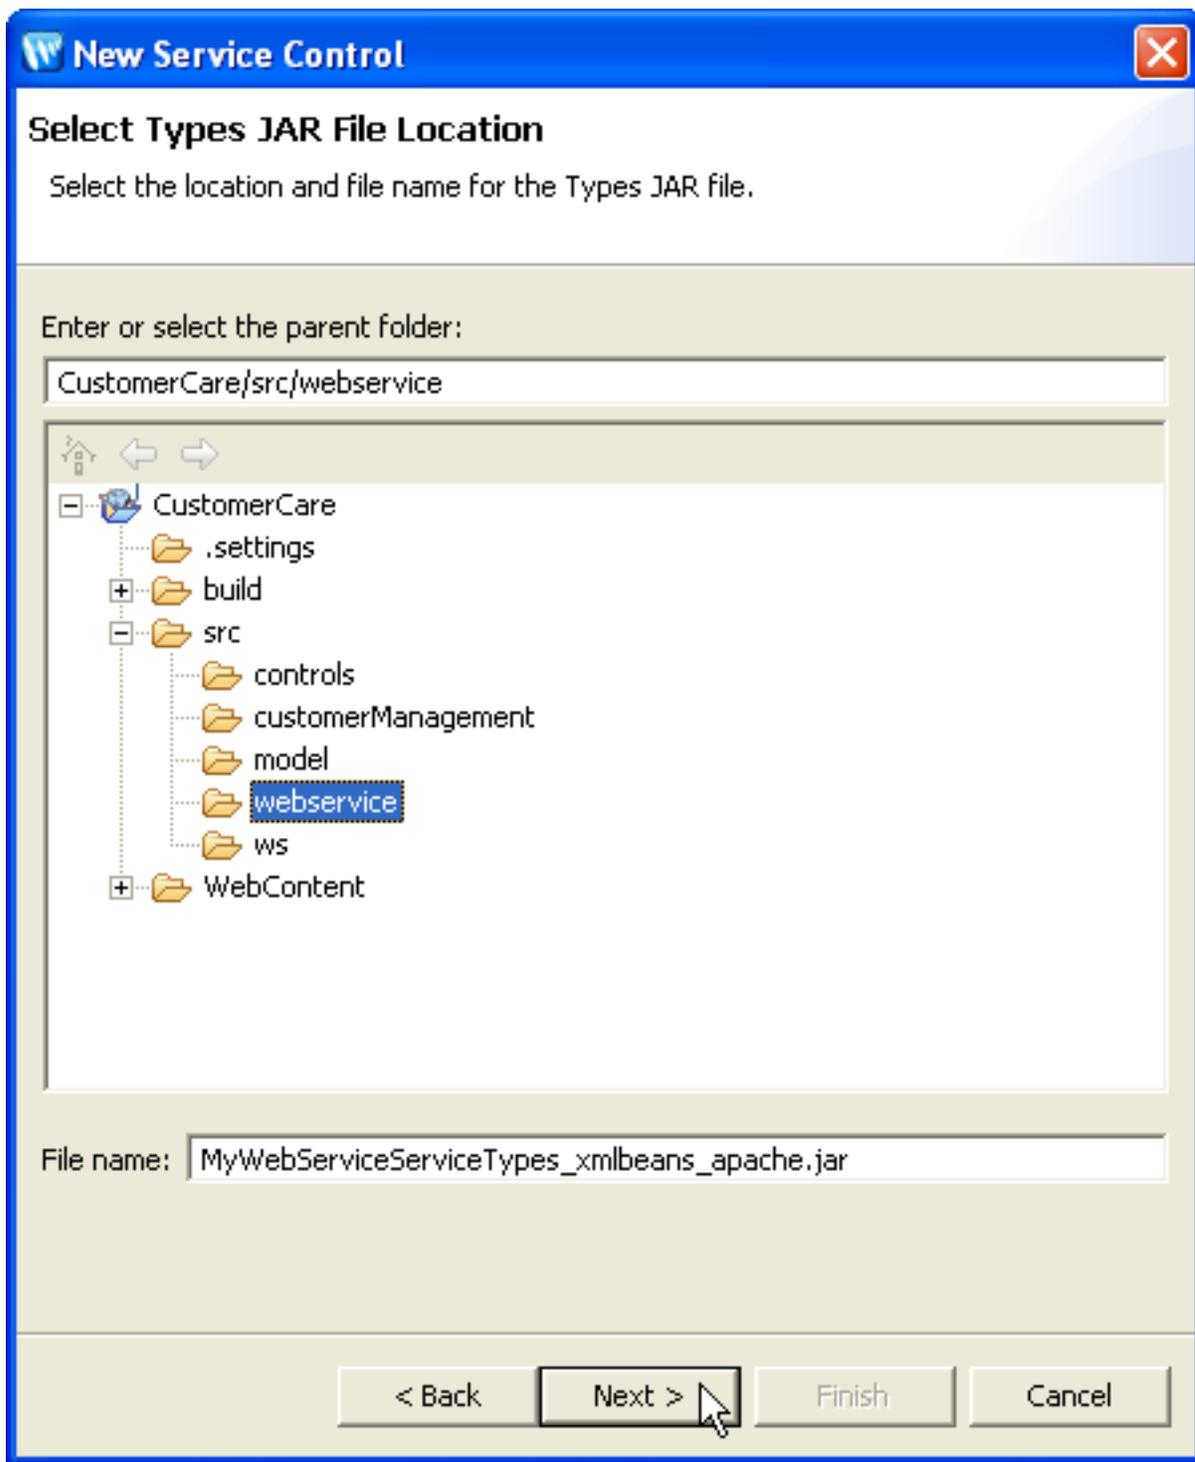 New Service Control
Select Types JAR File Location
Select the location and file name for the Types JAR file.
Enter or select the parent folder:
CustomerCare/src/webservice
CustomerCare
.settings
build
src
controls
customerManagement
model
webservice
ws
WebContent
File name: MyWebServiceServiceTypes_xmlbeans_apache.jar
< Back Next > Finish Cancel